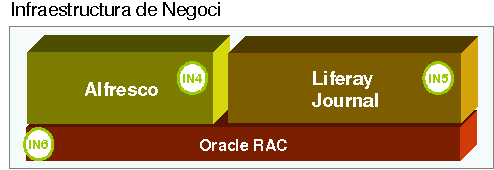 Infraestructura de Negoci
Alfresco
IN4
Liferay
Journal
IN5
IN6
Oracle RAC